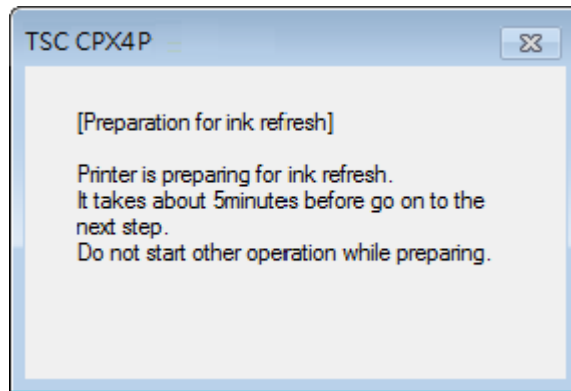 TSC CPX4P
[Preparation for ink refresh]
Printer is preparing for ink refresh.
It takes about 5minutes before go on to the
next step.
Do not start other operation while preparing.